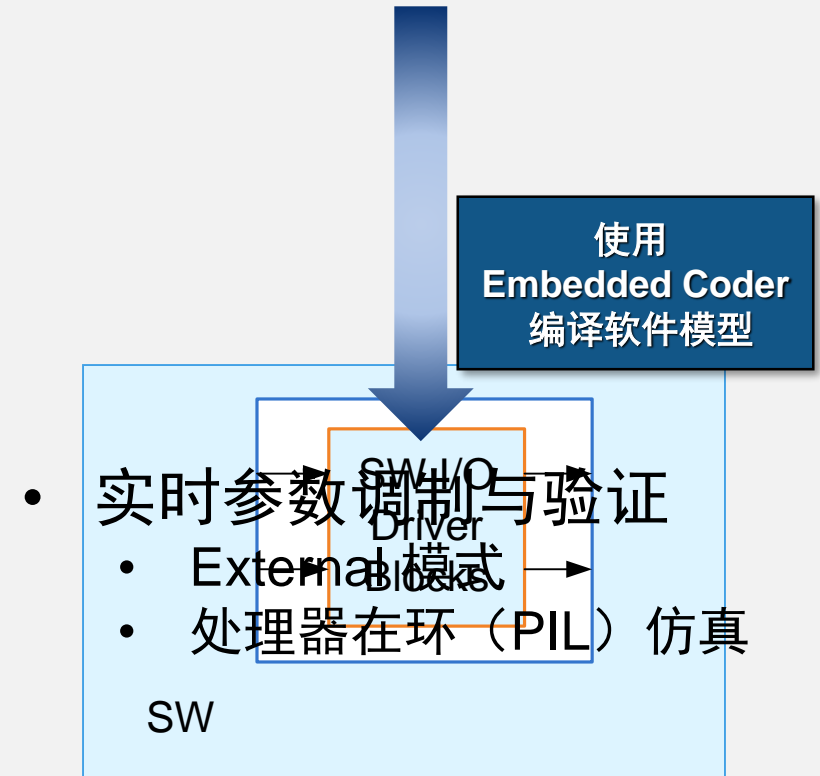 使用
Embedded Coder
编译软件模型
SW I/O
Driver
Blocks
• 实时参数调制与验证
• External 模式
• 处理器在环（PIL）仿真
SW